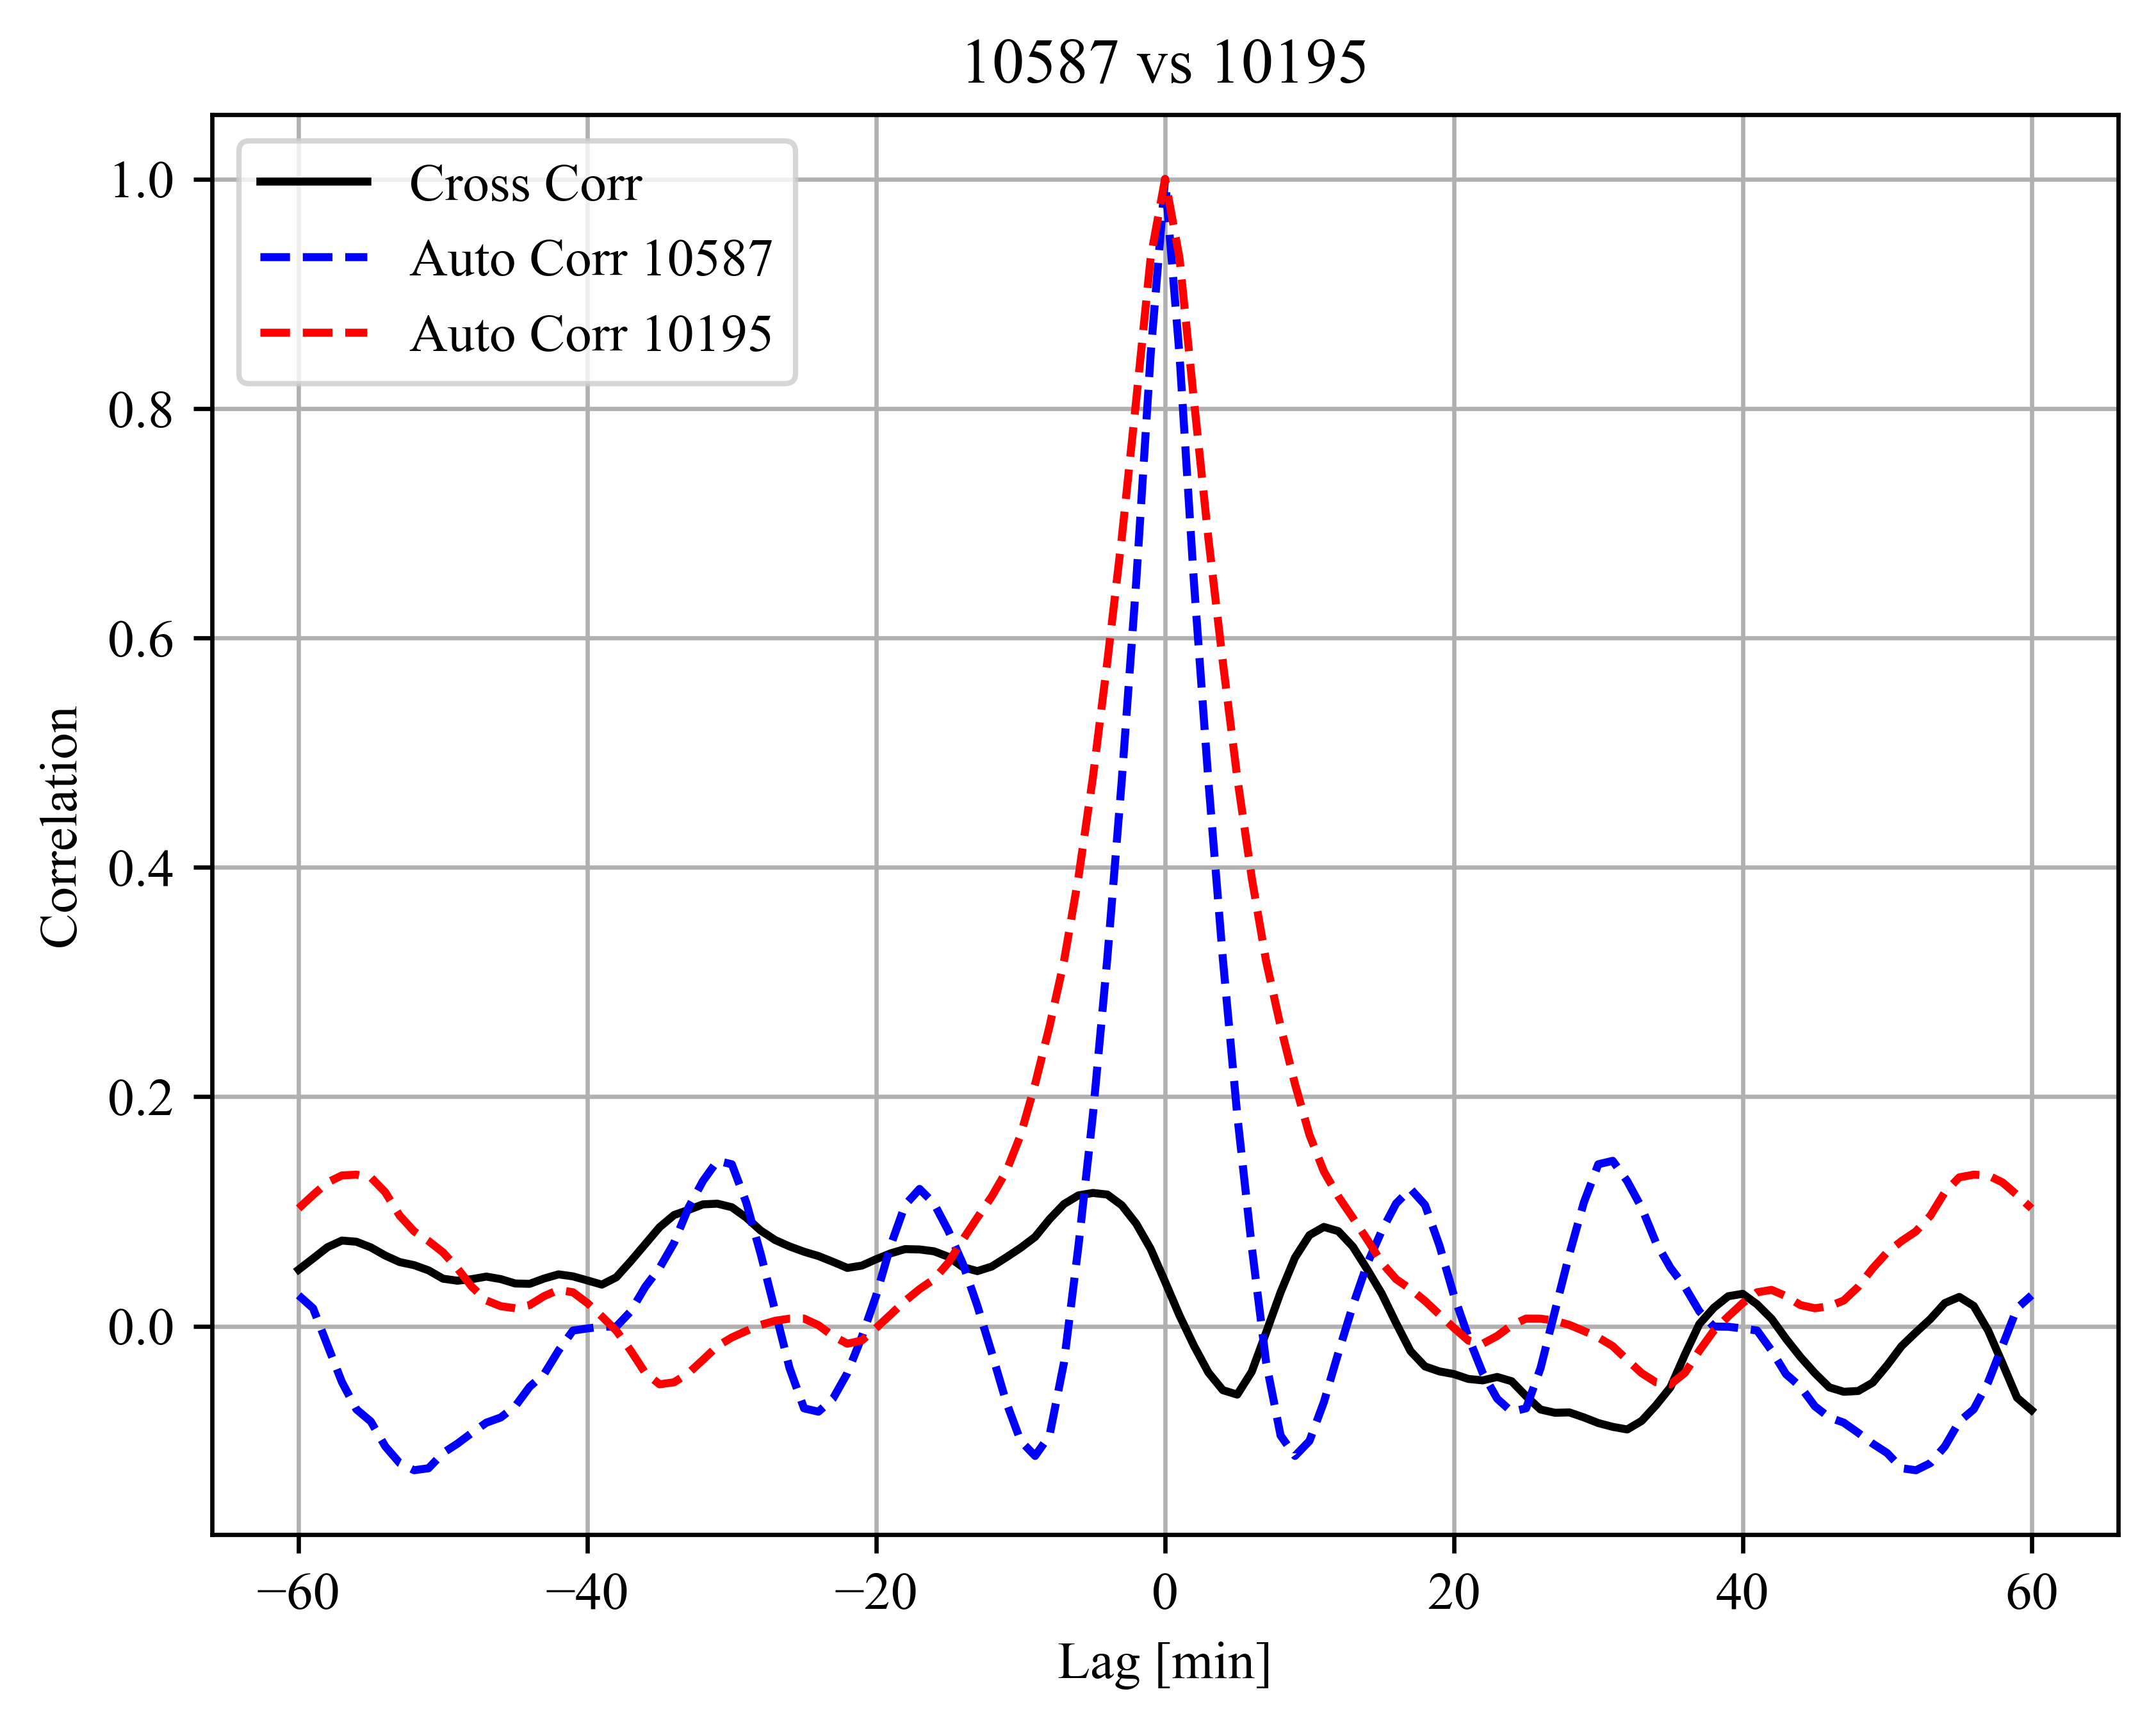 10587 vs 10195
Cross Corr
Auto Corr 10587
Auto Corr 10195
1.0
0.8
0.6
0.4
0.2
0.0
Correlation
−60 −40 −20 0 20 40 60
Lag [min]